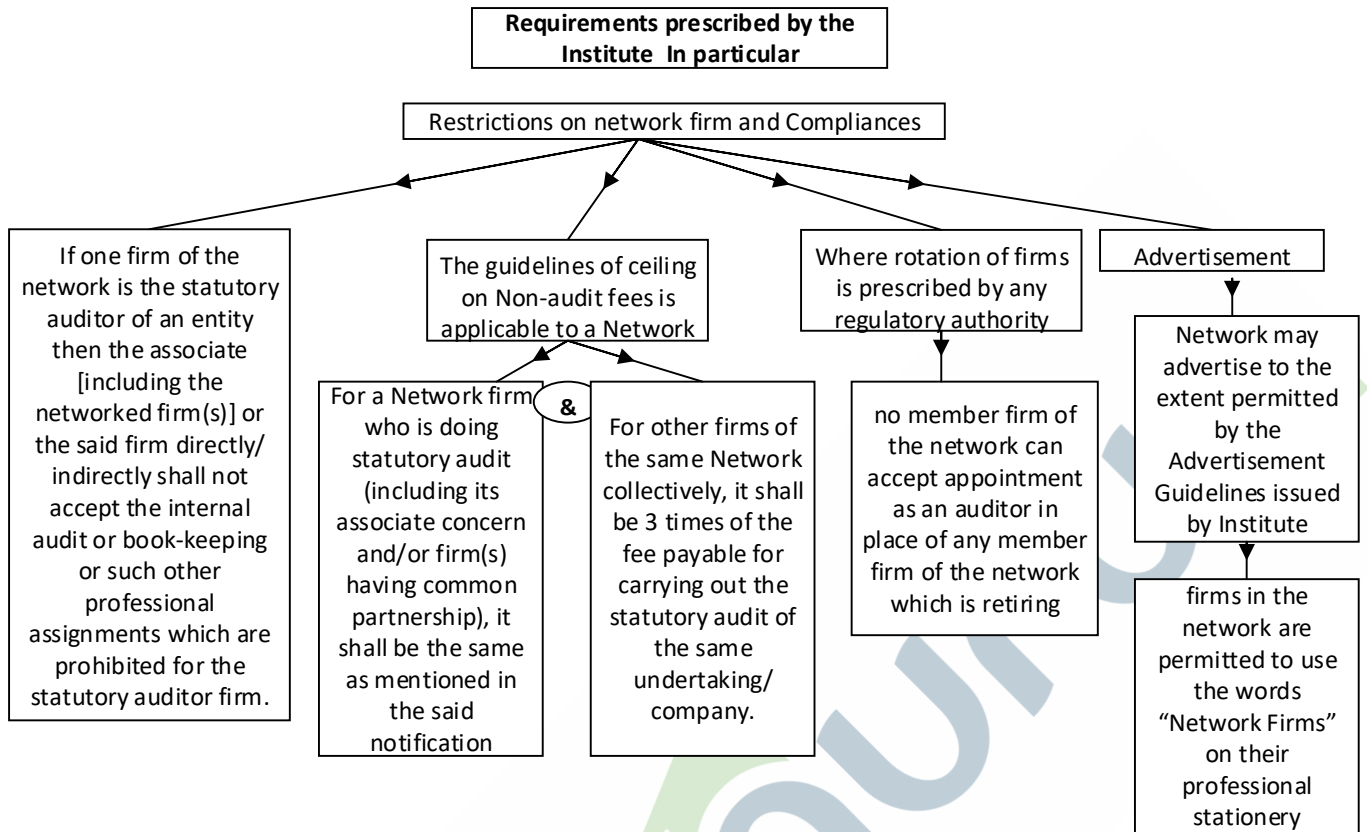 Requirements prescribed by the
Institute In particular
Restrictions on network firm and Compliances
If one firm of the
network is the statutory
auditor of an entity
then the associate
[including the
networked firm(s)] or
the said firm directly/
indirectly shall not
accept the internal
audit or book-keeping
or such other
professional
assignments which are
prohibited for the
statutory auditor firm.
The guidelines of ceiling
on Non-audit fees is
applicable to a Network
For a Network firm
who is doing
statutory audit
(including its
associate concern
and/or firm(s)
having common
partnership), it
shall be the same
as mentioned in
the said
notification
&
For other firms of
the same Network
collectively, it shall
be 3 times of the
fee payable for
carrying out the
statutory audit of
the same
undertaking/
company.
Where rotation of firms
is prescribed by any
regulatory authority
no member firm of
the network can
accept appointment
as an auditor in
place of any member
firm of the network
which is retiring
Advertisement
Network may
advertise to the
extent permitted
by the
Advertisement
Guidelines issued
by Institute
firms in the
network are
permitted to use
the words
“Network Firms”
on their
professional
stationery